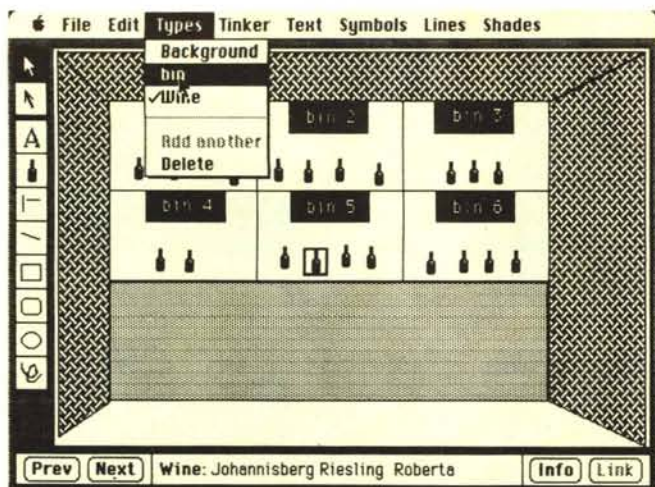 File Edit Types Tinker Text Symbols Lines Shades
Background
bin
✓Wine
Add another
Delete
bin 2
bin 3
bin 4
bin 5
bin 6
A
Prev Next Wine: Johannisberg Riesling Roberta Info Link